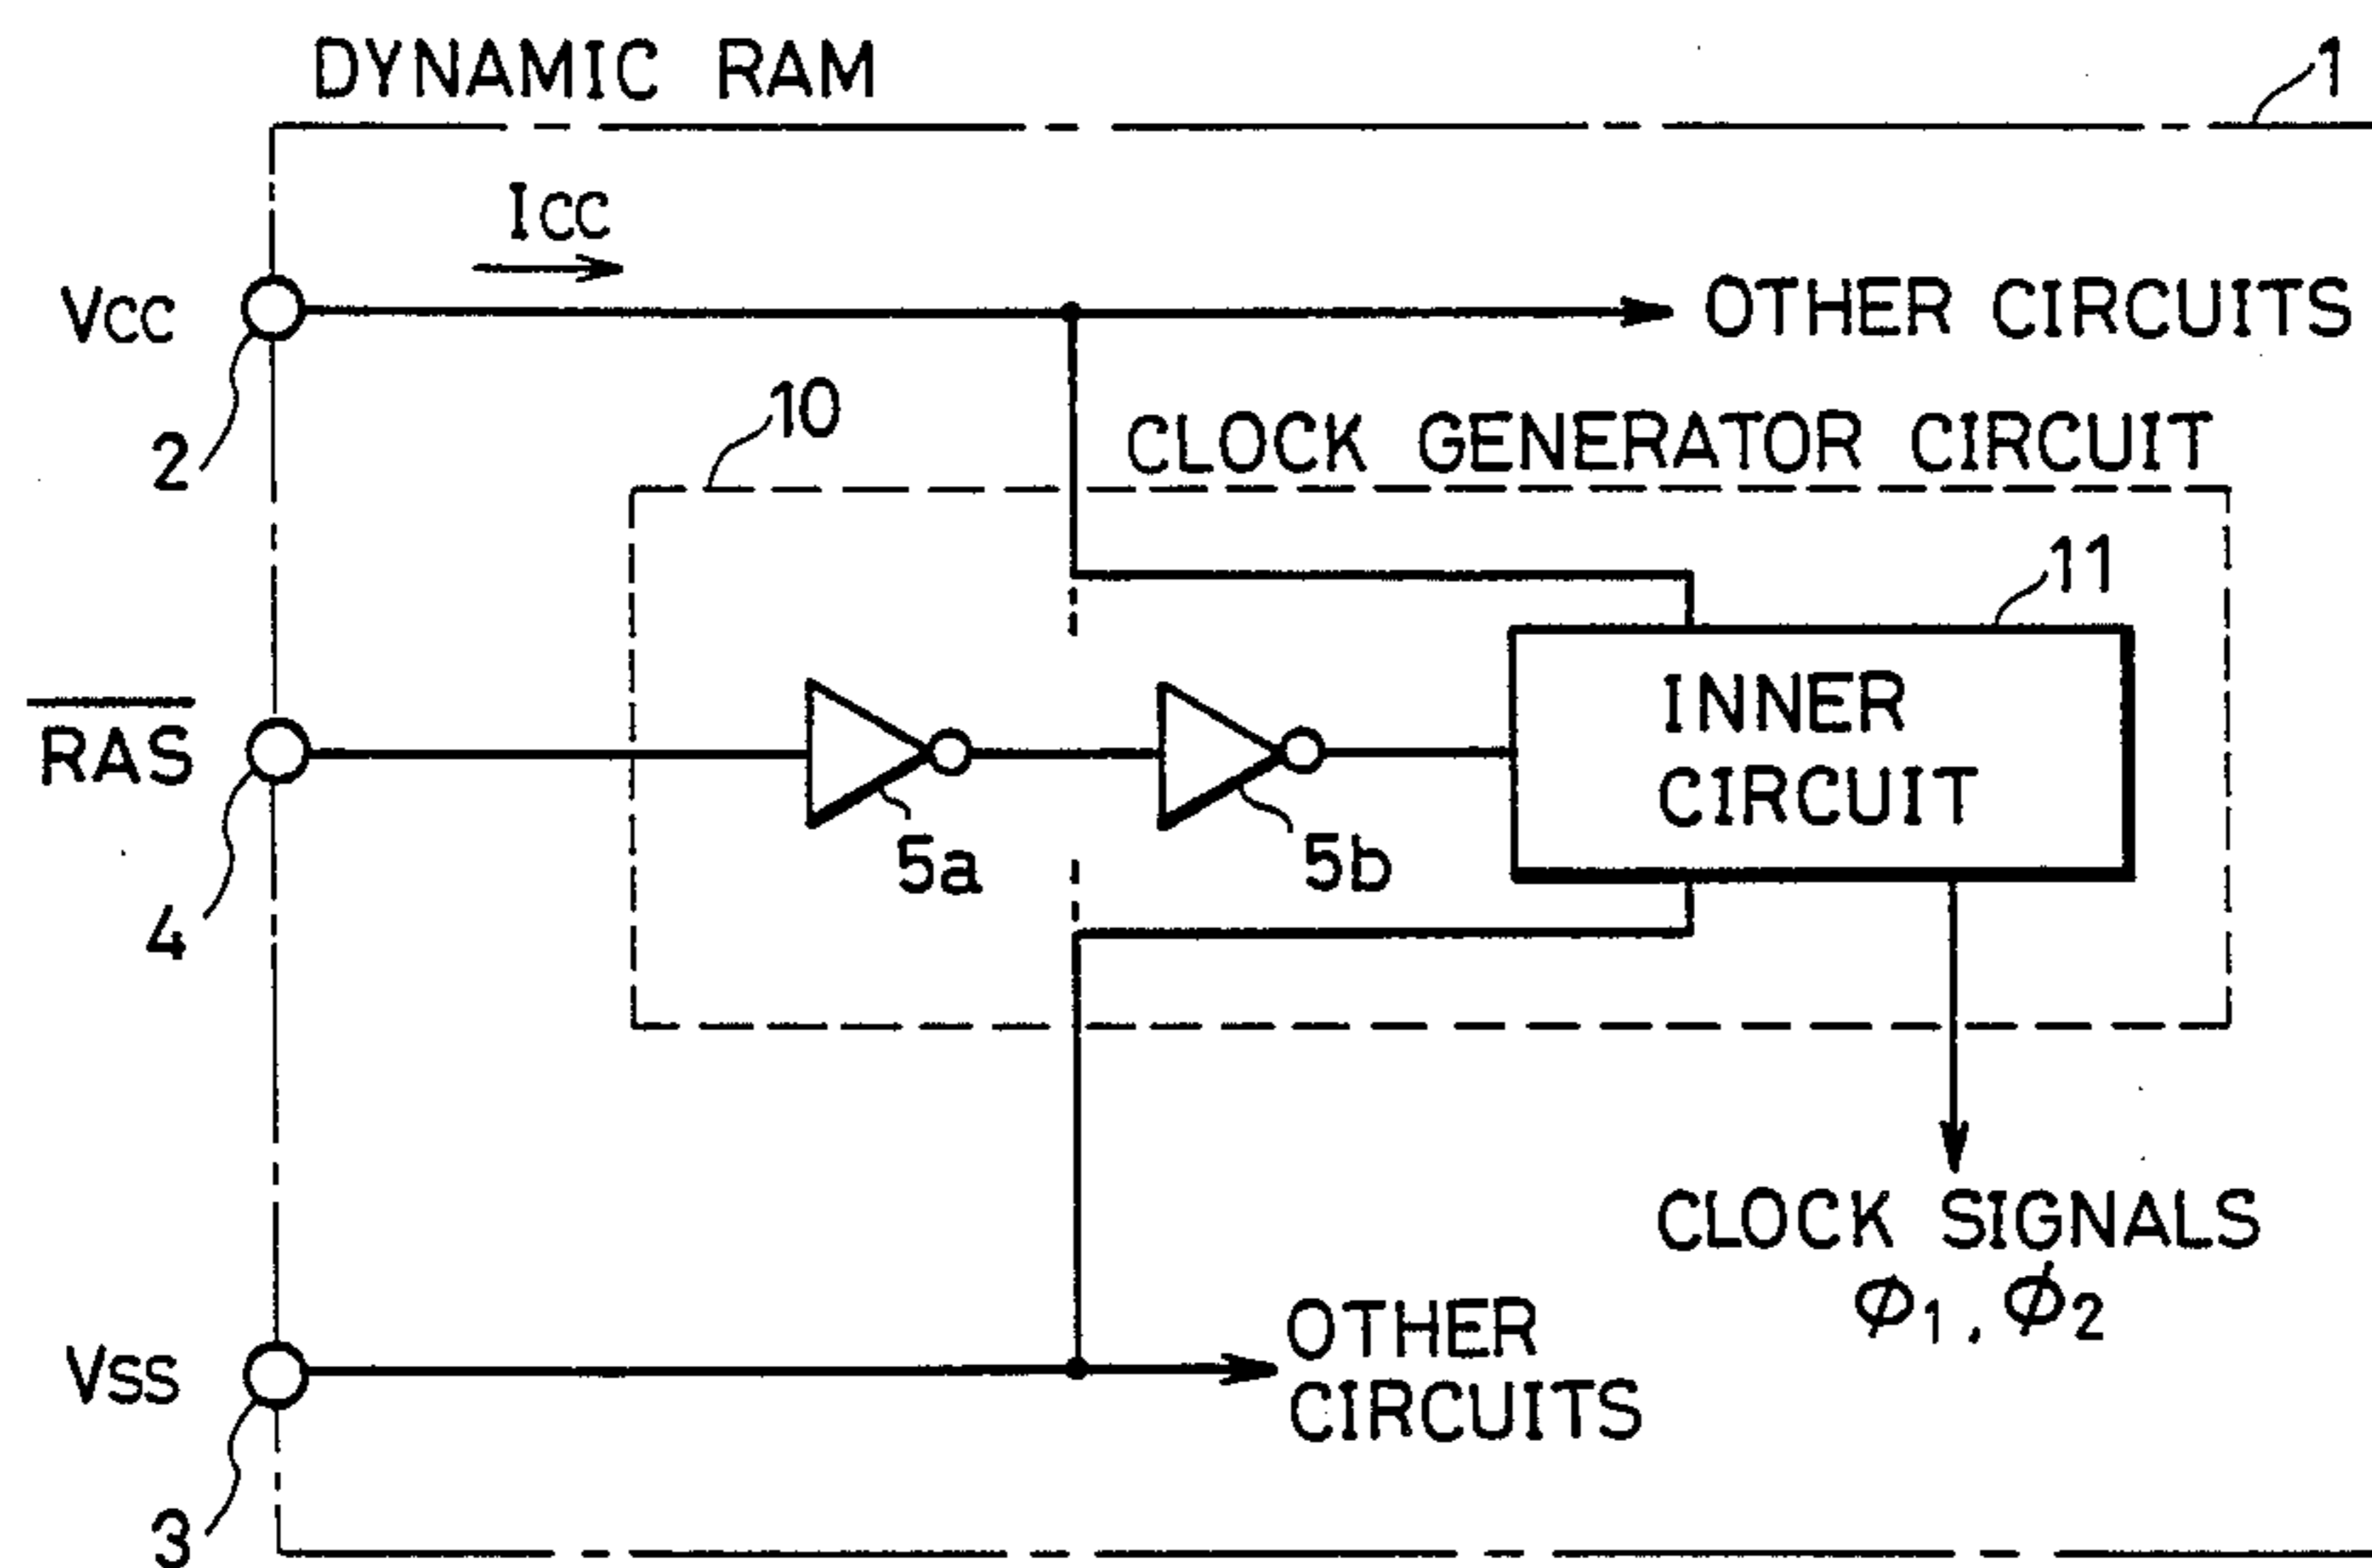 DYNAMIC RAM
1
ICC
VCC
OTHER CIRCUITS
2
10
CLOCK GENERATOR CIRCUIT
11
R̅A̅S̅
INNER
CIRCUIT
5a
5b
4
CLOCK SIGNALS
ϕ1, ϕ2
VSS
OTHER
CIRCUITS
3